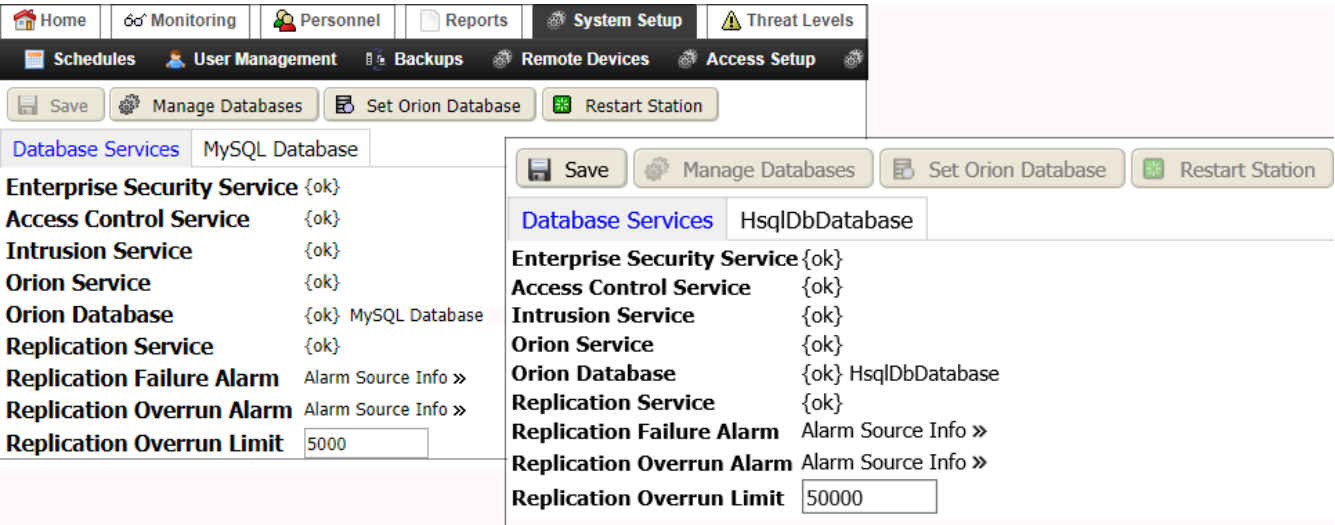 Home Monitoring Personnel Reports System Setup Threat Levels
Schedules User Management Backups Remote Devices Access Setup
Save Manage Databases Set Orion Database Restart Station
Database Services MySQL Database
Enterprise Security Service {ok}
Access Control Service {ok}
Intrusion Service {ok}
Orion Service {ok}
Orion Database {ok} MySQL Database
Replication Service {ok}
Replication Failure Alarm Alarm Source Info »
Replication Overrun Alarm Alarm Source Info »
Replication Overrun Limit 5000
Save Manage Databases Set Orion Database Restart Station
Database Services HsqlDbDatabase
Enterprise Security Service {ok}
Access Control Service {ok}
Intrusion Service {ok}
Orion Service {ok}
Orion Database {ok} HsqlDbDatabase
Replication Service {ok}
Replication Failure Alarm Alarm Source Info »
Replication Overrun Alarm Alarm Source Info »
Replication Overrun Limit 50000